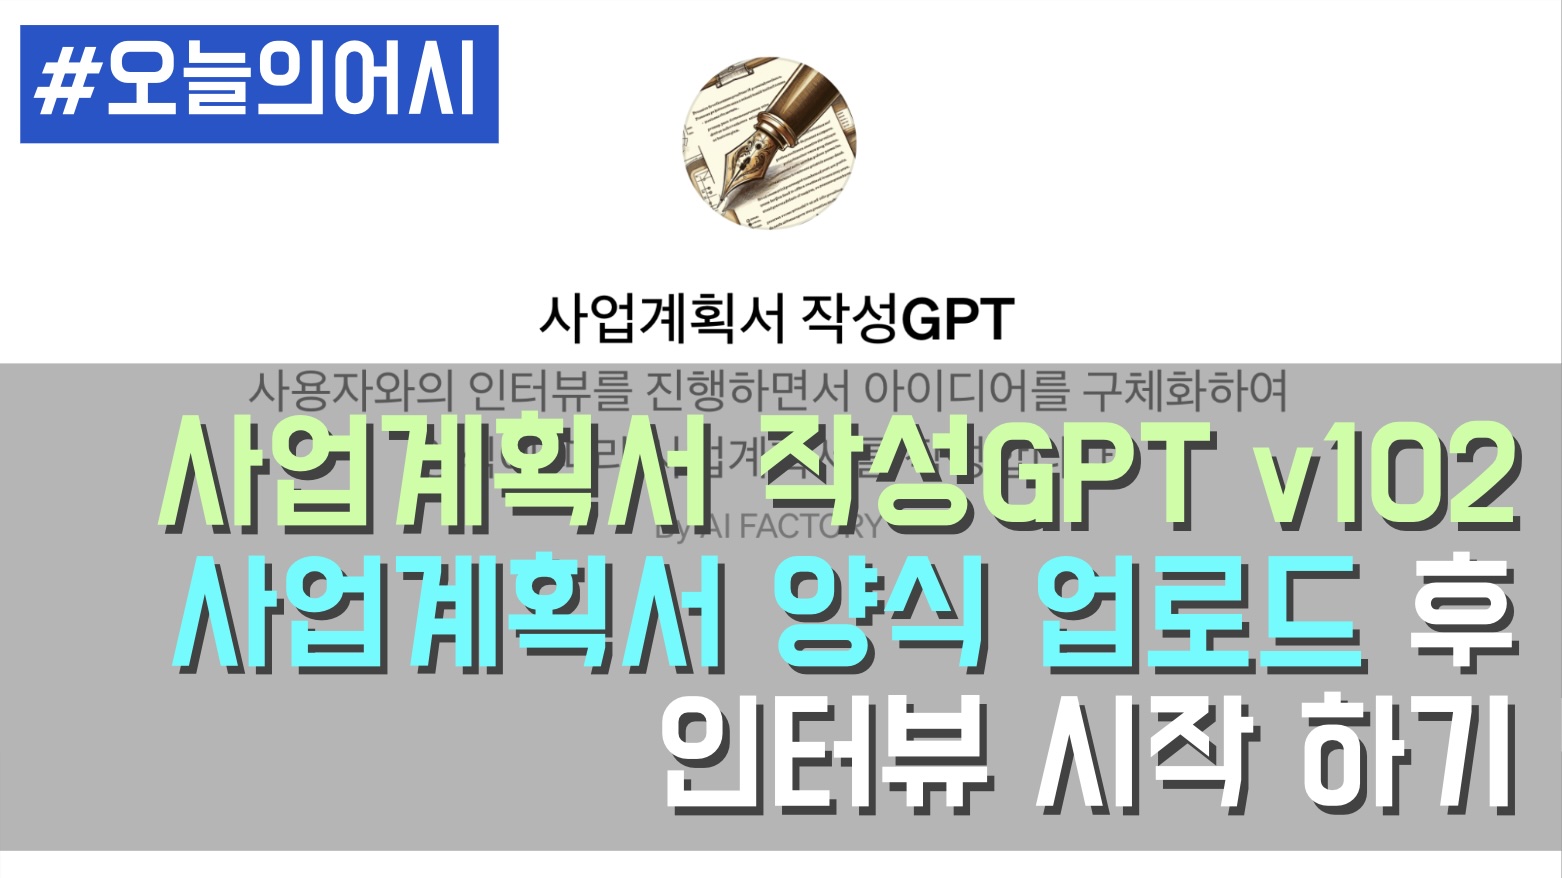 #오늘의어시
사업계획서 작성GPT
사용자와의 인터뷰를 진행하면서 아이디어를 구체화하여
By AI FACTORY
사업계획서 작성GPT v102
사업계획서 양식 업로드 후
인터뷰 시작 하기